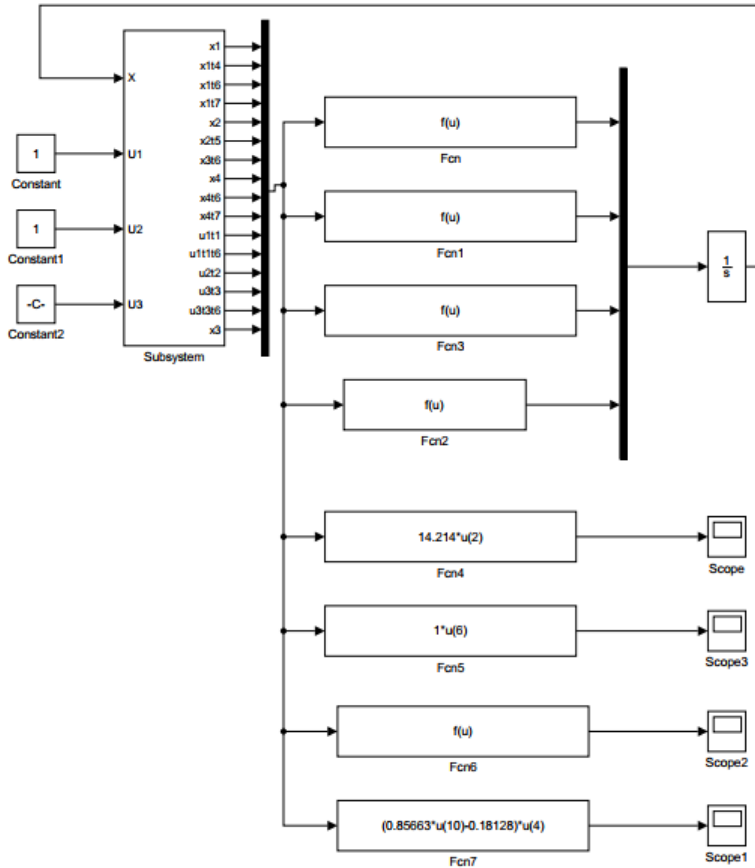 X
U1
U2
U3
x1
x1t4
x1t6
x1t7
x2
x2t5
x3t6
x4
x4t6
x4t7
u1t1
u1t1t6
u2t2
u3t3
u3t3t6
x3
Subsystem
1
Constant
1
Constant1
-C-
Constant2
f(u)
Fcn
f(u)
Fcn1
f(u)
Fcn3
f(u)
Fcn2
1
s
14.214*u(2)
Fcn4
Scope
1*u(6)
Fcn5
Scope3
f(u)
Fcn6
Scope2
(0.85663*u(10)-0.18128)*u(4)
Fcn7
Scope1